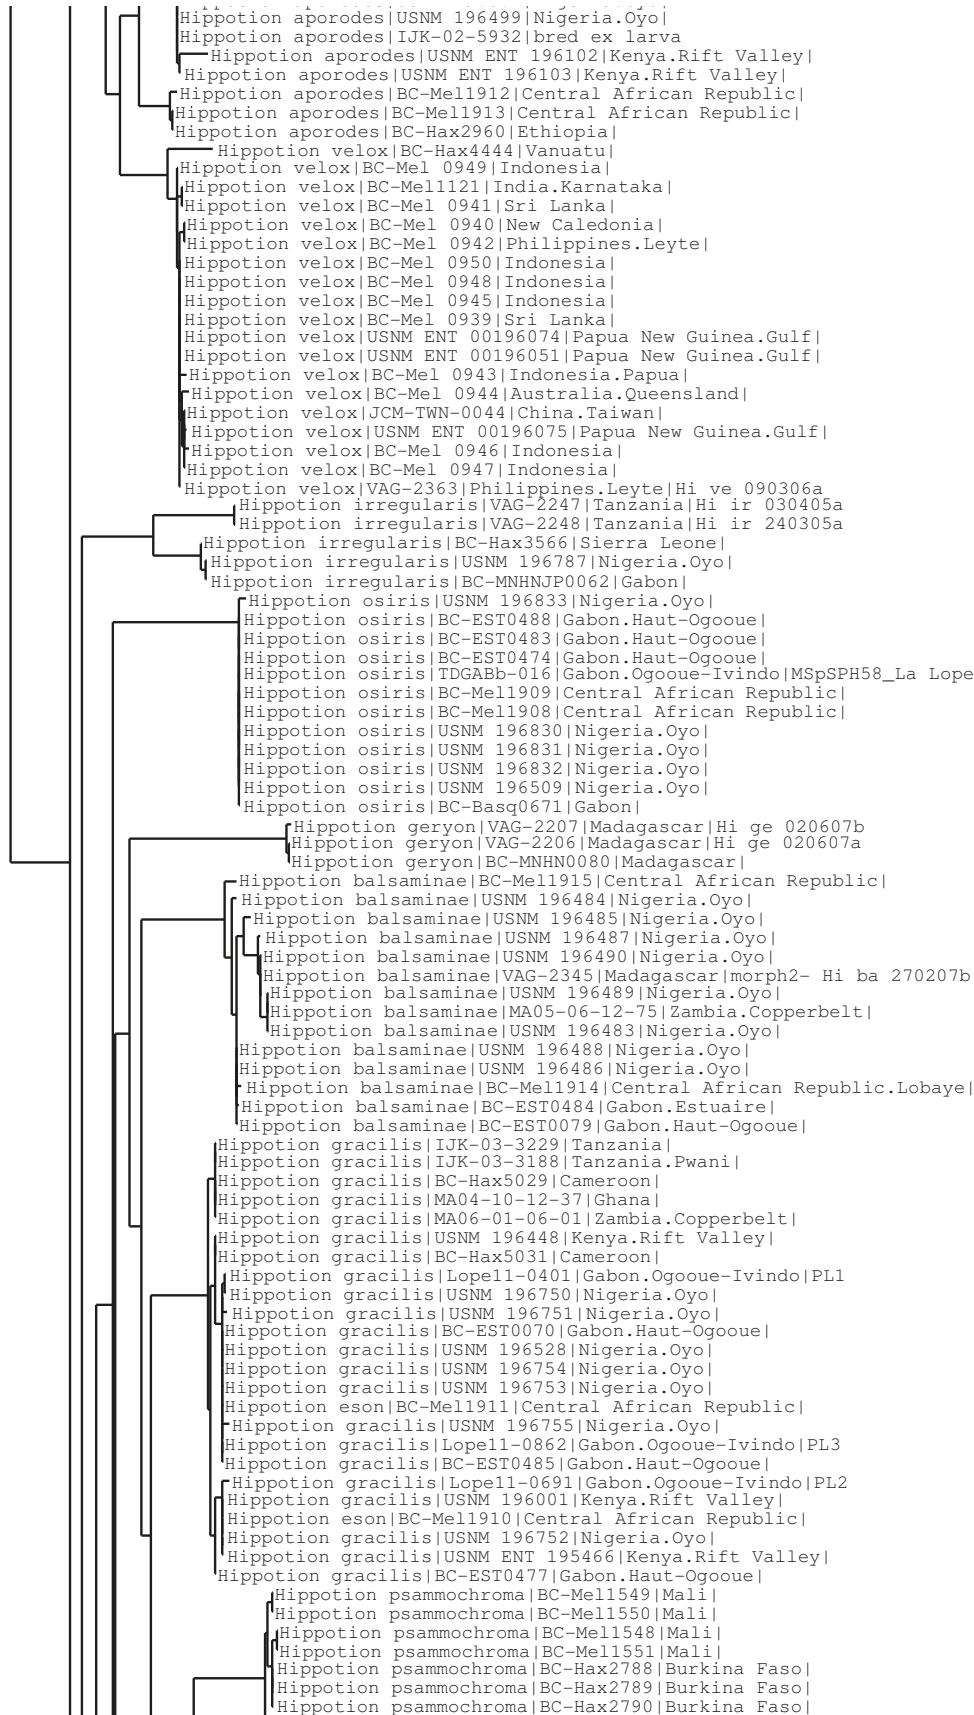 Hippotion aporodes|USNM 196499|Nigeria.Oyo|
Hippotion aporodes|IJK-02-5932|bred ex larva
Hippotion aporodes|USNM ENT 196102|Kenya.Rift Valley|
Hippotion aporodes|USNM ENT 196103|Kenya.Rift Valley|
Hippotion aporodes|BC-Mel1912|Central African Republic|
Hippotion aporodes|BC-Mel1913|Central African Republic|
Hippotion aporodes|BC-Hax2960|Ethiopia|
Hippotion velox|BC-Hax4444|Vanuatu|
Hippotion velox|BC-Mel 0949|Indonesia|
Hippotion velox|BC-Mel1121|India.Karnataka|
Hippotion velox|BC-Mel 0941|Sri Lanka|
Hippotion velox|BC-Mel 0940|New Caledonia|
Hippotion velox|BC-Mel 0942|Philippines.Leyte|
Hippotion velox|BC-Mel 0950|Indonesia|
Hippotion velox|BC-Mel 0948|Indonesia|
Hippotion velox|BC-Mel 0945|Indonesia|
Hippotion velox|BC-Mel 0939|Sri Lanka|
Hippotion velox|USNM ENT 00196074|Papua New Guinea.Gulf|
Hippotion velox|USNM ENT 00196051|Papua New Guinea.Gulf|
Hippotion velox|BC-Mel 0943|Indonesia.Papua|
Hippotion velox|BC-Mel 0944|Australia.Queensland|
Hippotion velox|JCM-TWN-0044|China.Taiwan|
Hippotion velox|USNM ENT 00196075|Papua New Guinea.Gulf|
Hippotion velox|BC-Mel 0946|Indonesia|
Hippotion velox|BC-Mel 0947|Indonesia|
Hippotion velox|VAG-2363|Philippines.Leyte|Hi ve 090306a
Hippotion irregularis|VAG-2247|Tanzania|Hi ir 030405a
Hippotion irregularis|VAG-2248|Tanzania|Hi ir 240305a
Hippotion irregularis|BC-Hax3566|Sierra Leone|
Hippotion irregularis|USNM 196787|Nigeria.Oyo|
Hippotion irregularis|BC-MNHNJP0062|Gabon|
Hippotion osiris|USNM 196833|Nigeria.Oyo|
Hippotion osiris|BC-EST0488|Gabon.Haut-Ogooue|
Hippotion osiris|BC-EST0483|Gabon.Haut-Ogooue|
Hippotion osiris|BC-EST0474|Gabon.Haut-Ogooue|
Hippotion osiris|TDGABb-016|Gabon.Ogooue-Ivindo|MSpSPH58_La Lope
Hippotion osiris|BC-Mel1909|Central African Republic|
Hippotion osiris|BC-Mel1908|Central African Republic|
Hippotion osiris|USNM 196830|Nigeria.Oyo|
Hippotion osiris|USNM 196831|Nigeria.Oyo|
Hippotion osiris|USNM 196832|Nigeria.Oyo|
Hippotion osiris|USNM 196509|Nigeria.Oyo|
Hippotion osiris|BC-Basq0671|Gabon|
Hippotion geryon|VAG-2207|Madagascar|Hi ge 020607b
Hippotion geryon|VAG-2206|Madagascar|Hi ge 020607a
Hippotion geryon|BC-MNHN0080|Madagascar|
Hippotion balsaminae|BC-Mel1915|Central African Republic|
Hippotion balsaminae|USNM 196484|Nigeria.Oyo|
Hippotion balsaminae|USNM 196485|Nigeria.Oyo|
Hippotion balsaminae|USNM 196487|Nigeria.Oyo|
Hippotion balsaminae|USNM 196490|Nigeria.Oyo|
Hippotion balsaminae|VAG-2345|Madagascar|morph2- Hi ba 270207b
Hippotion balsaminae|USNM 196489|Nigeria.Oyo|
Hippotion balsaminae|MA05-06-12-75|Zambia.Copperbelt|
Hippotion balsaminae|USNM 196483|Nigeria.Oyo|
Hippotion balsaminae|USNM 196488|Nigeria.Oyo|
Hippotion balsaminae|USNM 196486|Nigeria.Oyo|
Hippotion balsaminae|BC-Mel1914|Central African Republic.Lobaye|
Hippotion balsaminae|BC-EST0484|Gabon.Estuaire|
Hippotion balsaminae|BC-EST0079|Gabon.Haut-Ogooue|
Hippotion gracilis|IJK-03-3229|Tanzania|
Hippotion gracilis|IJK-03-3188|Tanzania.Pwani|
Hippotion gracilis|BC-Hax5029|Cameroon|
Hippotion gracilis|MA04-10-12-37|Ghana|
Hippotion gracilis|MA06-01-06-01|Zambia.Copperbelt|
Hippotion gracilis|USNM 196448|Kenya.Rift Valley|
Hippotion gracilis|BC-Hax5031|Cameroon|
Hippotion gracilis|Lope11-0401|Gabon.Ogooue-Ivindo|PL1
Hippotion gracilis|USNM 196750|Nigeria.Oyo|
Hippotion gracilis|USNM 196751|Nigeria.Oyo|
Hippotion gracilis|BC-EST0070|Gabon.Haut-Ogooue|
Hippotion gracilis|USNM 196528|Nigeria.Oyo|
Hippotion gracilis|USNM 196754|Nigeria.Oyo|
Hippotion gracilis|USNM 196753|Nigeria.Oyo|
Hippotion eson|BC-Mel1911|Central African Republic|
Hippotion gracilis|USNM 196755|Nigeria.Oyo|
Hippotion gracilis|Lope11-0862|Gabon.Ogooue-Ivindo|PL3
Hippotion gracilis|BC-EST0485|Gabon.Haut-Ogooue|
Hippotion gracilis|Lope11-0691|Gabon.Ogooue-Ivindo|PL2
Hippotion gracilis|USNM 196001|Kenya.Rift Valley|
Hippotion eson|BC-Mel1910|Central African Republic|
Hippotion gracilis|USNM 196752|Nigeria.Oyo|
Hippotion gracilis|USNM ENT 195466|Kenya.Rift Valley|
Hippotion gracilis|BC-EST0477|Gabon.Haut-Ogooue|
Hippotion psammochroma|BC-Mel1549|Mali|
Hippotion psammochroma|BC-Mel1550|Mali|
Hippotion psammochroma|BC-Mel1548|Mali|
Hippotion psammochroma|BC-Mel1551|Mali|
Hippotion psammochroma|BC-Hax2788|Burkina Faso|
Hippotion psammochroma|BC-Hax2789|Burkina Faso|
Hippotion psammochroma|BC-Hax2790|Burkina Faso|